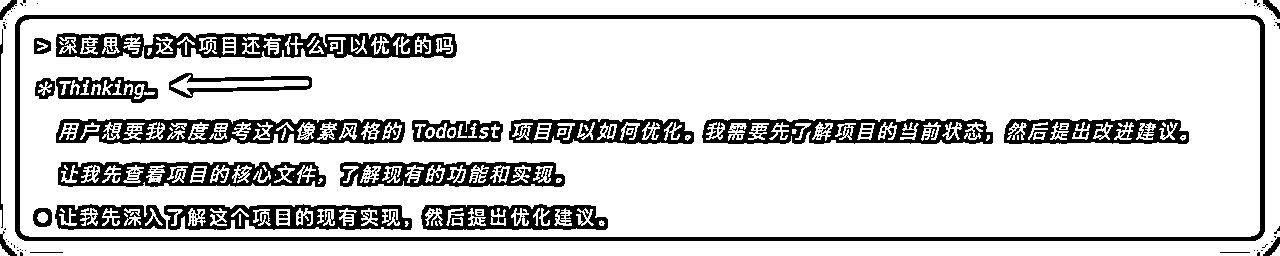 > 深度思考,这个项目还有什么可以优化的吗
* Thinking…
用户想要我深度思考这个像素风格的 TodoList 项目可以如何优化。我需要先了解项目的当前状态，然后提出改进建议。
让我先查看项目的核心文件，了解现有的功能和实现。
○ 让我先深入了解这个项目的现有实现，然后提出优化建议。